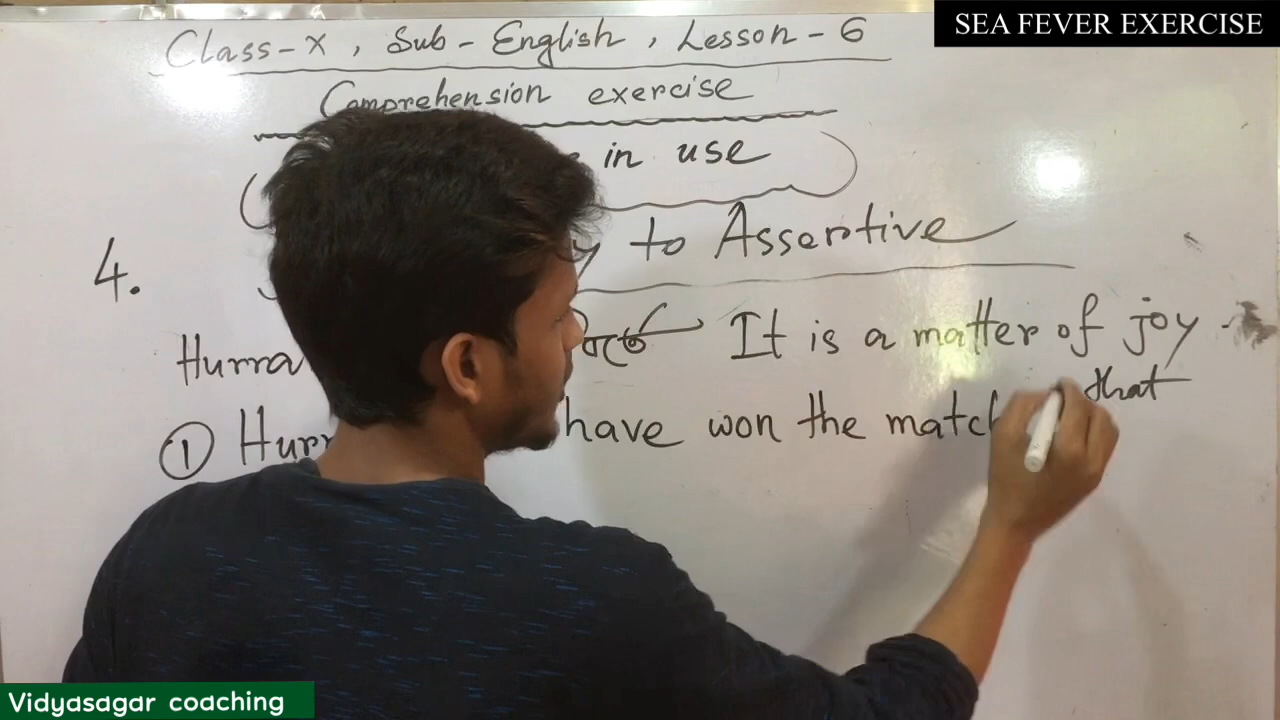 SEA FEVER EXERCISE
Class-X, Sub-English, Lesson-6
Comprehension exercise
in use
4. to Assertive
Hurra It is a matter of joy
that
① Hurr have won the match
Vidyasagar coaching